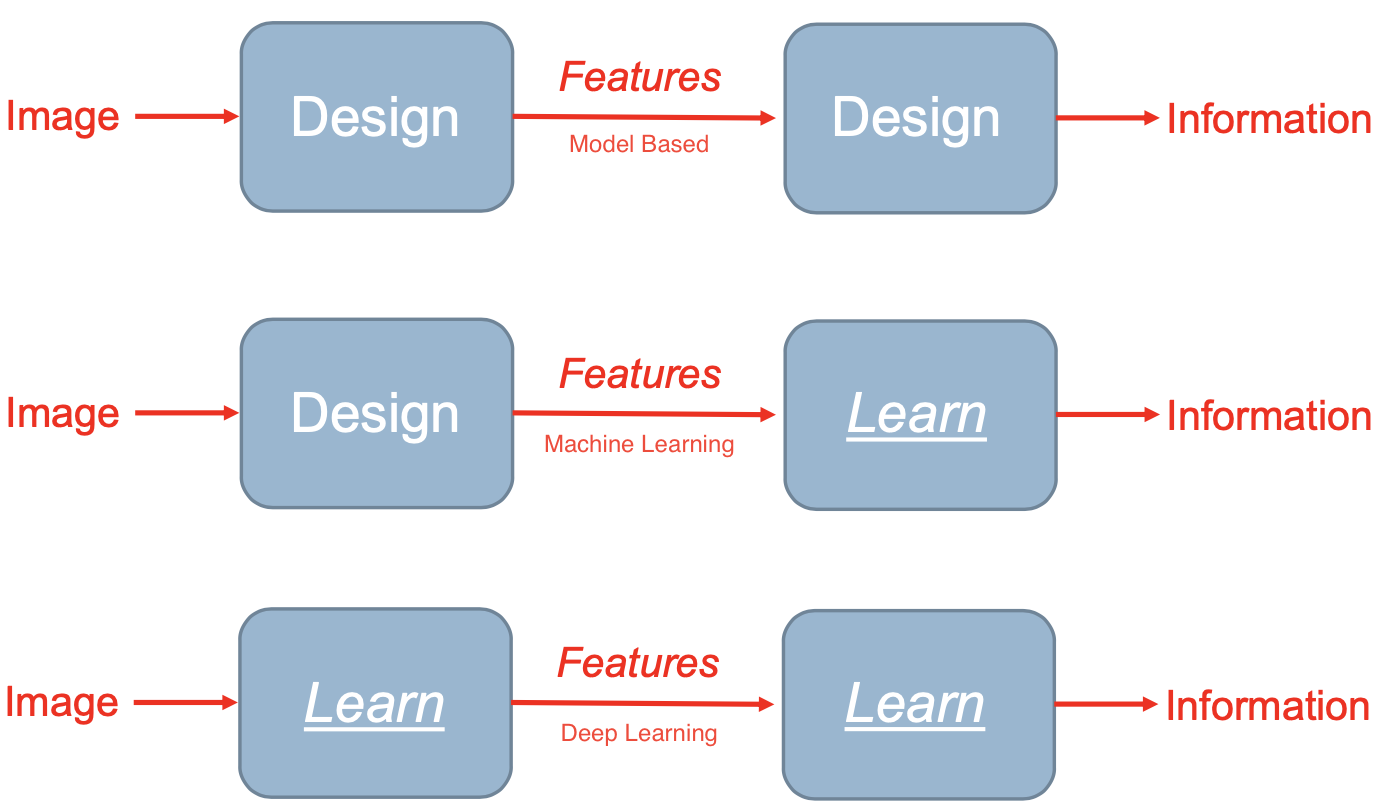 Image
Design
Features
Model Based
Design
Information
Image
Design
Features
Machine Learning
Learn
Information
Image
Learn
Features
Deep Learning
Learn
Information